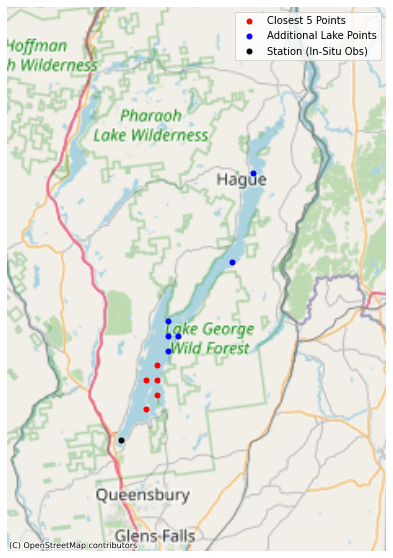 Closest 5 Points
Additional Lake Points
Station (In-Situ Obs)
Hoffman
h Wilderness
Pharaoh
Lake Wilderness
Hague
Lake George
Wild Forest
Queensbury
Glens Falls
(C) OpenStreetMap contributors